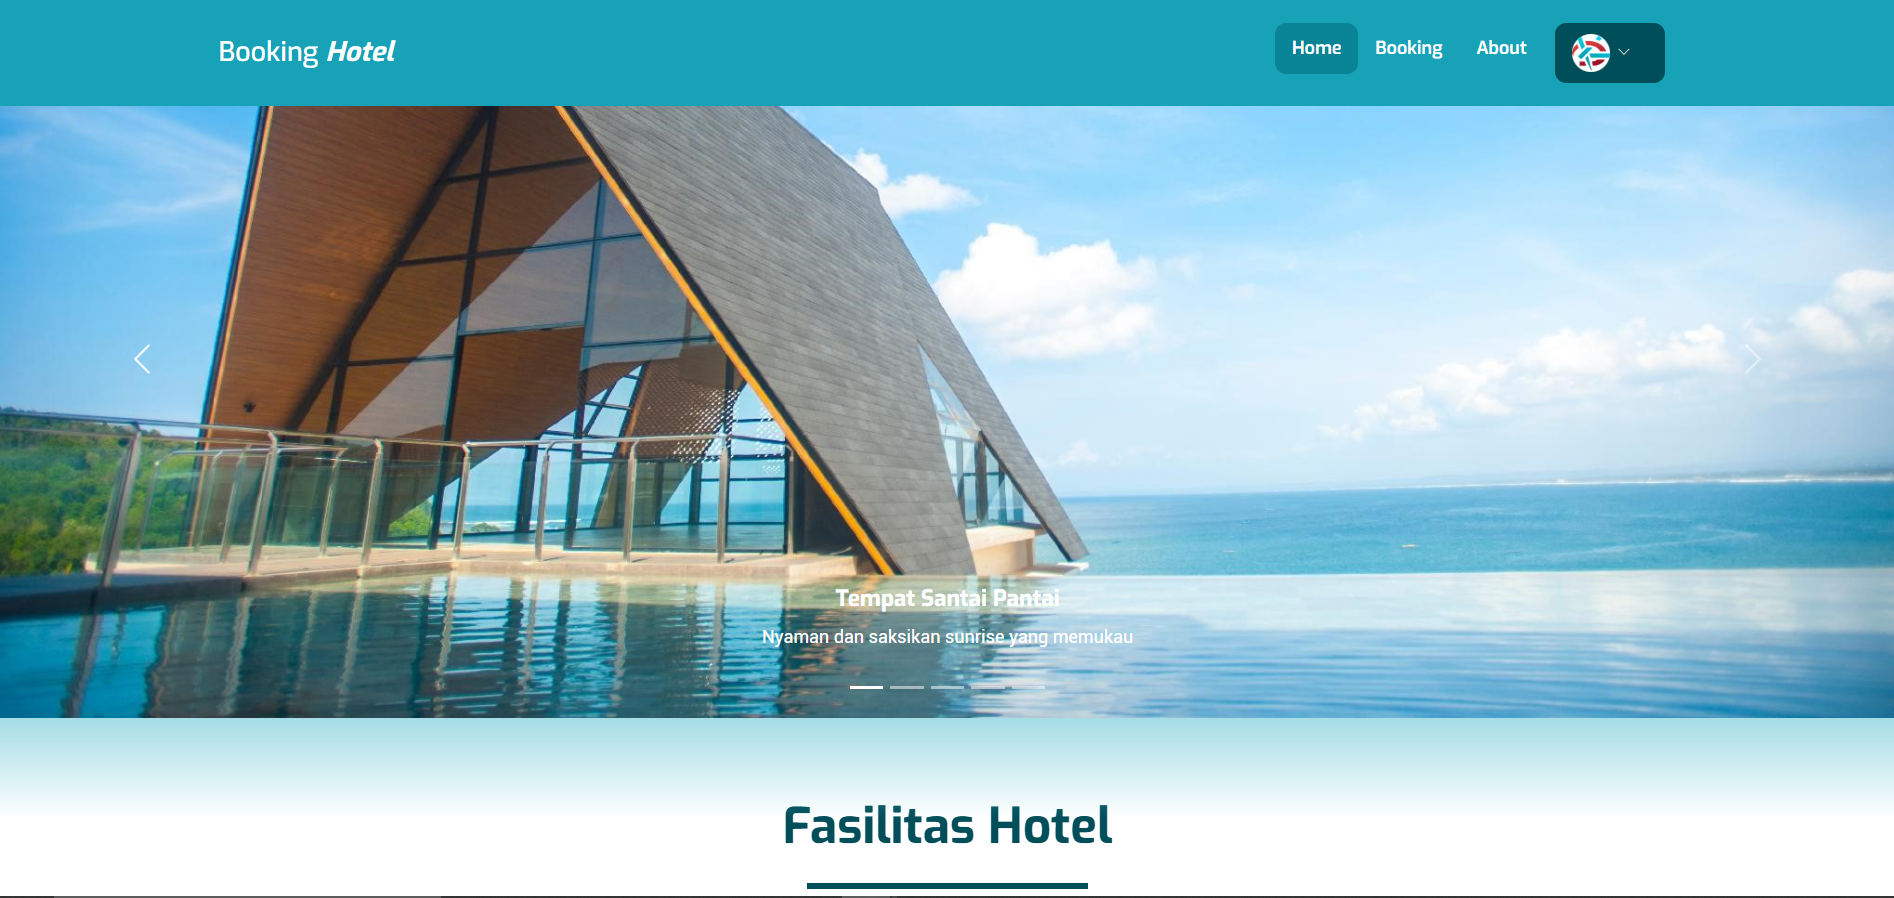 Booking Hotel
Home Booking About
Tempat Santai Pantai
Nyaman dan saksikan sunrise yang memukau
Fasilitas Hotel